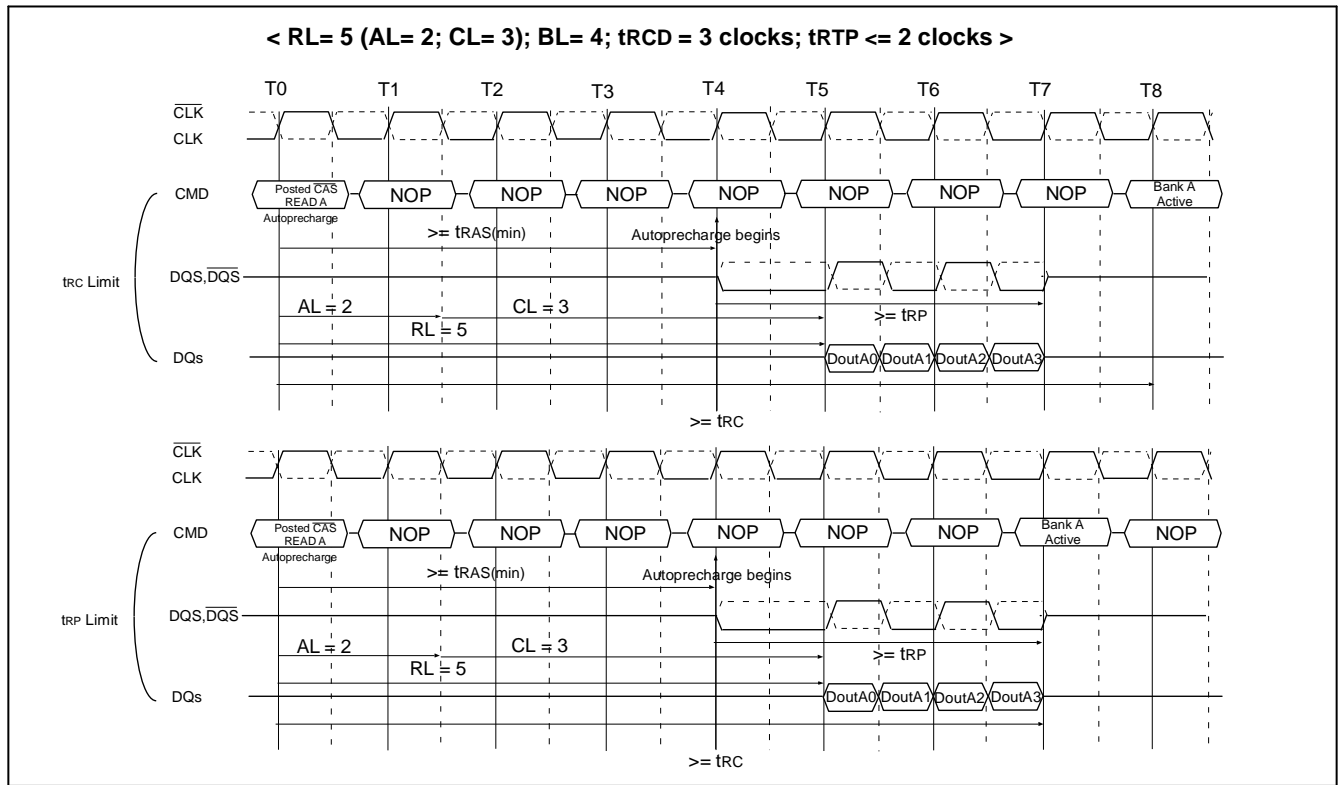 < RL= 5 (AL= 2; CL= 3); BL= 4; tRCD = 3 clocks; tRTP <= 2 clocks >
T0 T1 T2 T3 T4 T5 T6 T7 T8
CLK
CLK
CMD Posted CAS READ A NOP NOP NOP NOP NOP NOP NOP Bank A Active
Autoprecharge
>= tRAS(min) Autoprecharge begins
tRC Limit
DQS,DQS
AL = 2 CL = 3 >= tRP
RL = 5
DQs DoutA0 DoutA1 DoutA2 DoutA3
>= tRC
CLK
CLK
CMD Posted CAS READ A NOP NOP NOP NOP NOP NOP Bank A Active NOP
Autoprecharge
>= tRAS(min) Autoprecharge begins
tRP Limit DQS,DQS
AL = 2 CL = 3 >= tRP
RL = 5
DQs DoutA0 DoutA1 DoutA2 DoutA3
>= tRC